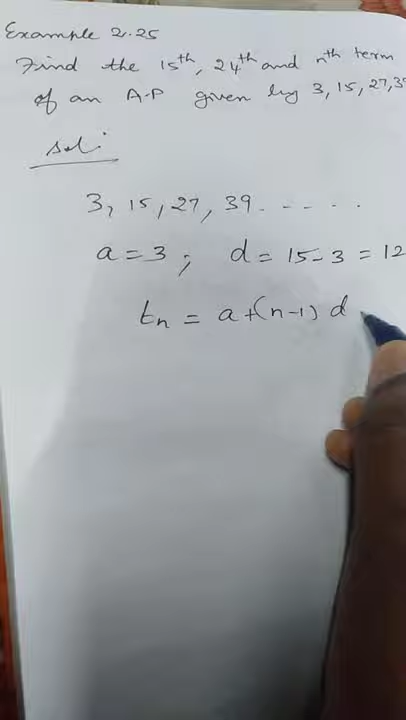 Example 2.25
Find the 15th, 24th and nth term
of an A.P given by 3, 15, 27, 39
sol:
3, 15, 27, 39. - - - - .
a = 3 ; d = 15 - 3 = 12
tn = a + (n-1) d